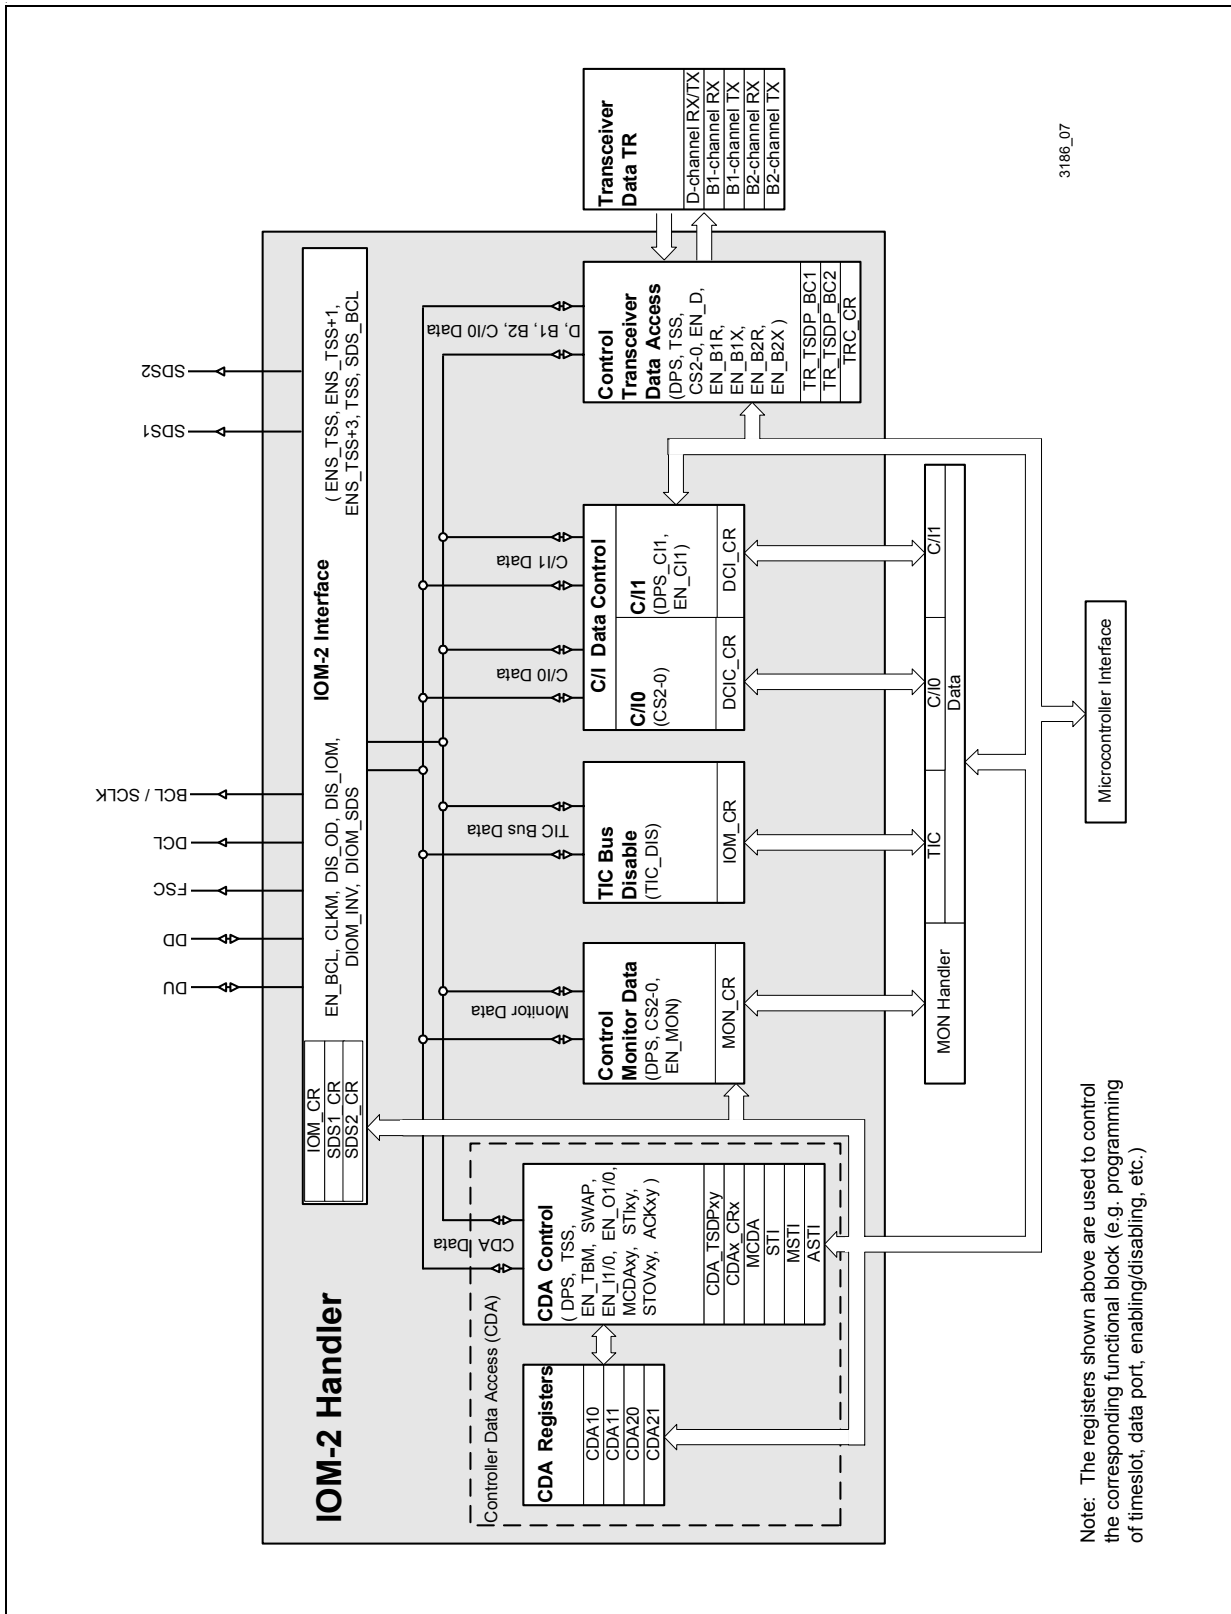 IOM-2 Handler
SDS2
SDS1
BCL / SCLK
DCL
FSC
DD
DU
IOM_CR
SDS1_CR
SDS2_CR
IOM-2 Interface
EN_BCL, CLKM, DIS_OD, DIS_IOM,
DIOM_INV, DIOM_SDS
( ENS_TSS, ENS_TSS+1,
ENS_TSS+3, TSS, SDS_BCL
Controller Data Access (CDA)
CDA Data
Monitor Data
TIC Bus Data
C/I0 Data
C/I1 Data
D, B1, B2, C/I0 Data
CDA Registers
CDA10
CDA11
CDA20
CDA21
CDA Control
( DPS, TSS,
EN_TBM, SWAP,
EN_I1/0, EN_O1/0,
MCDAxy, STIxy,
STOVxy, ACKxy )
CDA_TSDPxy
CDAx_CRx
MCDA
STI
MSTI
ASTI
Control
Monitor Data
(DPS, CS2-0,
EN_MON)
MON_CR
TIC Bus
Disable
(TIC_DIS)
IOM_CR
C/I Data Control
C/I0
(CS2-0)
DCIC_CR
C/I1
(DPS_CI1,
EN_CI1)
DCI_CR
Control
Transceiver
Data Access
(DPS, TSS,
CS2-0, EN_D,
EN_B1R,
EN_B1X,
EN_B2R,
EN_B2X )
TR_TSDP_BC1
TR_TSDP_BC2
TRC_CR
Transceiver
Data TR
D-channel RX/TX
B1-channel RX
B1-channel TX
B2-channel RX
B2-channel TX
MON Handler
TIC
C/I0
C/I1
Data
Microcontroller Interface
Note: The registers shown above are used to control
the corresponding functional block (e.g. programming
of timeslot, data port, enabling/disabling, etc.)
3186_07